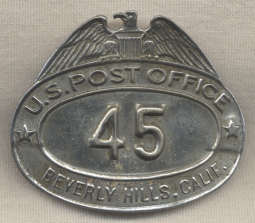 U.S. POST OFFICE
45
BEVERLY HILLS, CALIF.